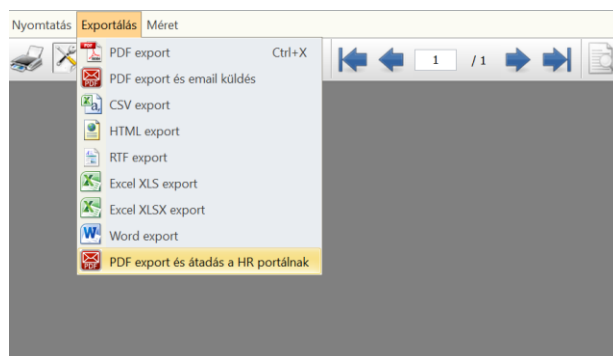 Nyomtatás Exportálás Méret
PDF export Ctrl+X
1 / 1
PDF export és email küldés
CSV export
HTML export
RTF export
Excel XLS export
Excel XLSX export
Word export
PDF export és átadás a HR portálnak